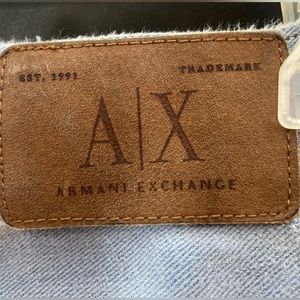 EST. 1991 TRADEMARK
A|X
ARMANI EXCHANGE